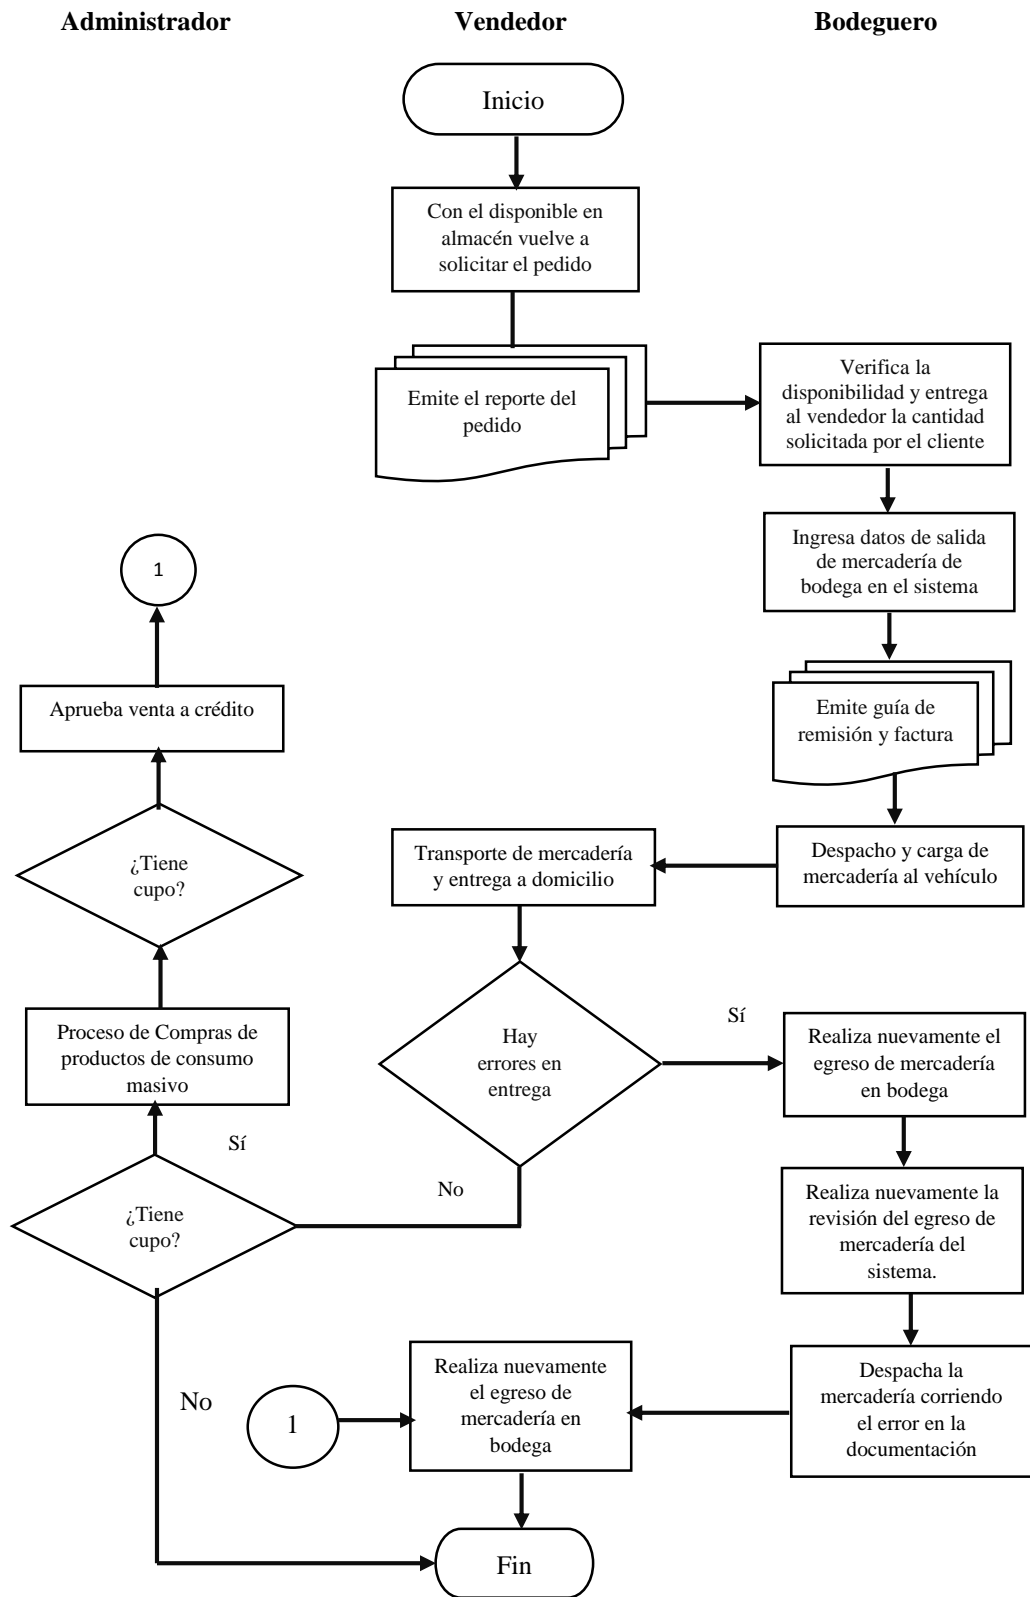 Administrador
Vendedor
Bodeguero
Inicio
Con el disponible en
almacén vuelve a
solicitar el pedido
Emite el reporte del
pedido
Verifica la
disponibilidad y entrega
al vendedor la cantidad
solicitada por el cliente
Ingresa datos de salida
de mercadería de
bodega en el sistema
1
Aprueba venta a crédito
Emite guía de
remisión y factura
¿Tiene
cupo?
Transporte de mercadería
y entrega a domicilio
Despacho y carga de
mercadería al vehículo
Proceso de Compras de
productos de consumo
masivo
Hay
errores en
entrega
Sí
Realiza nuevamente el
egreso de mercadería
en bodega
Sí
No
¿Tiene
cupo?
Realiza nuevamente la
revisión del egreso de
mercadería del
sistema.
No
1
Realiza nuevamente
el egreso de
mercadería en
bodega
Despacha la
mercadería corriendo
el error en la
documentación
Fin